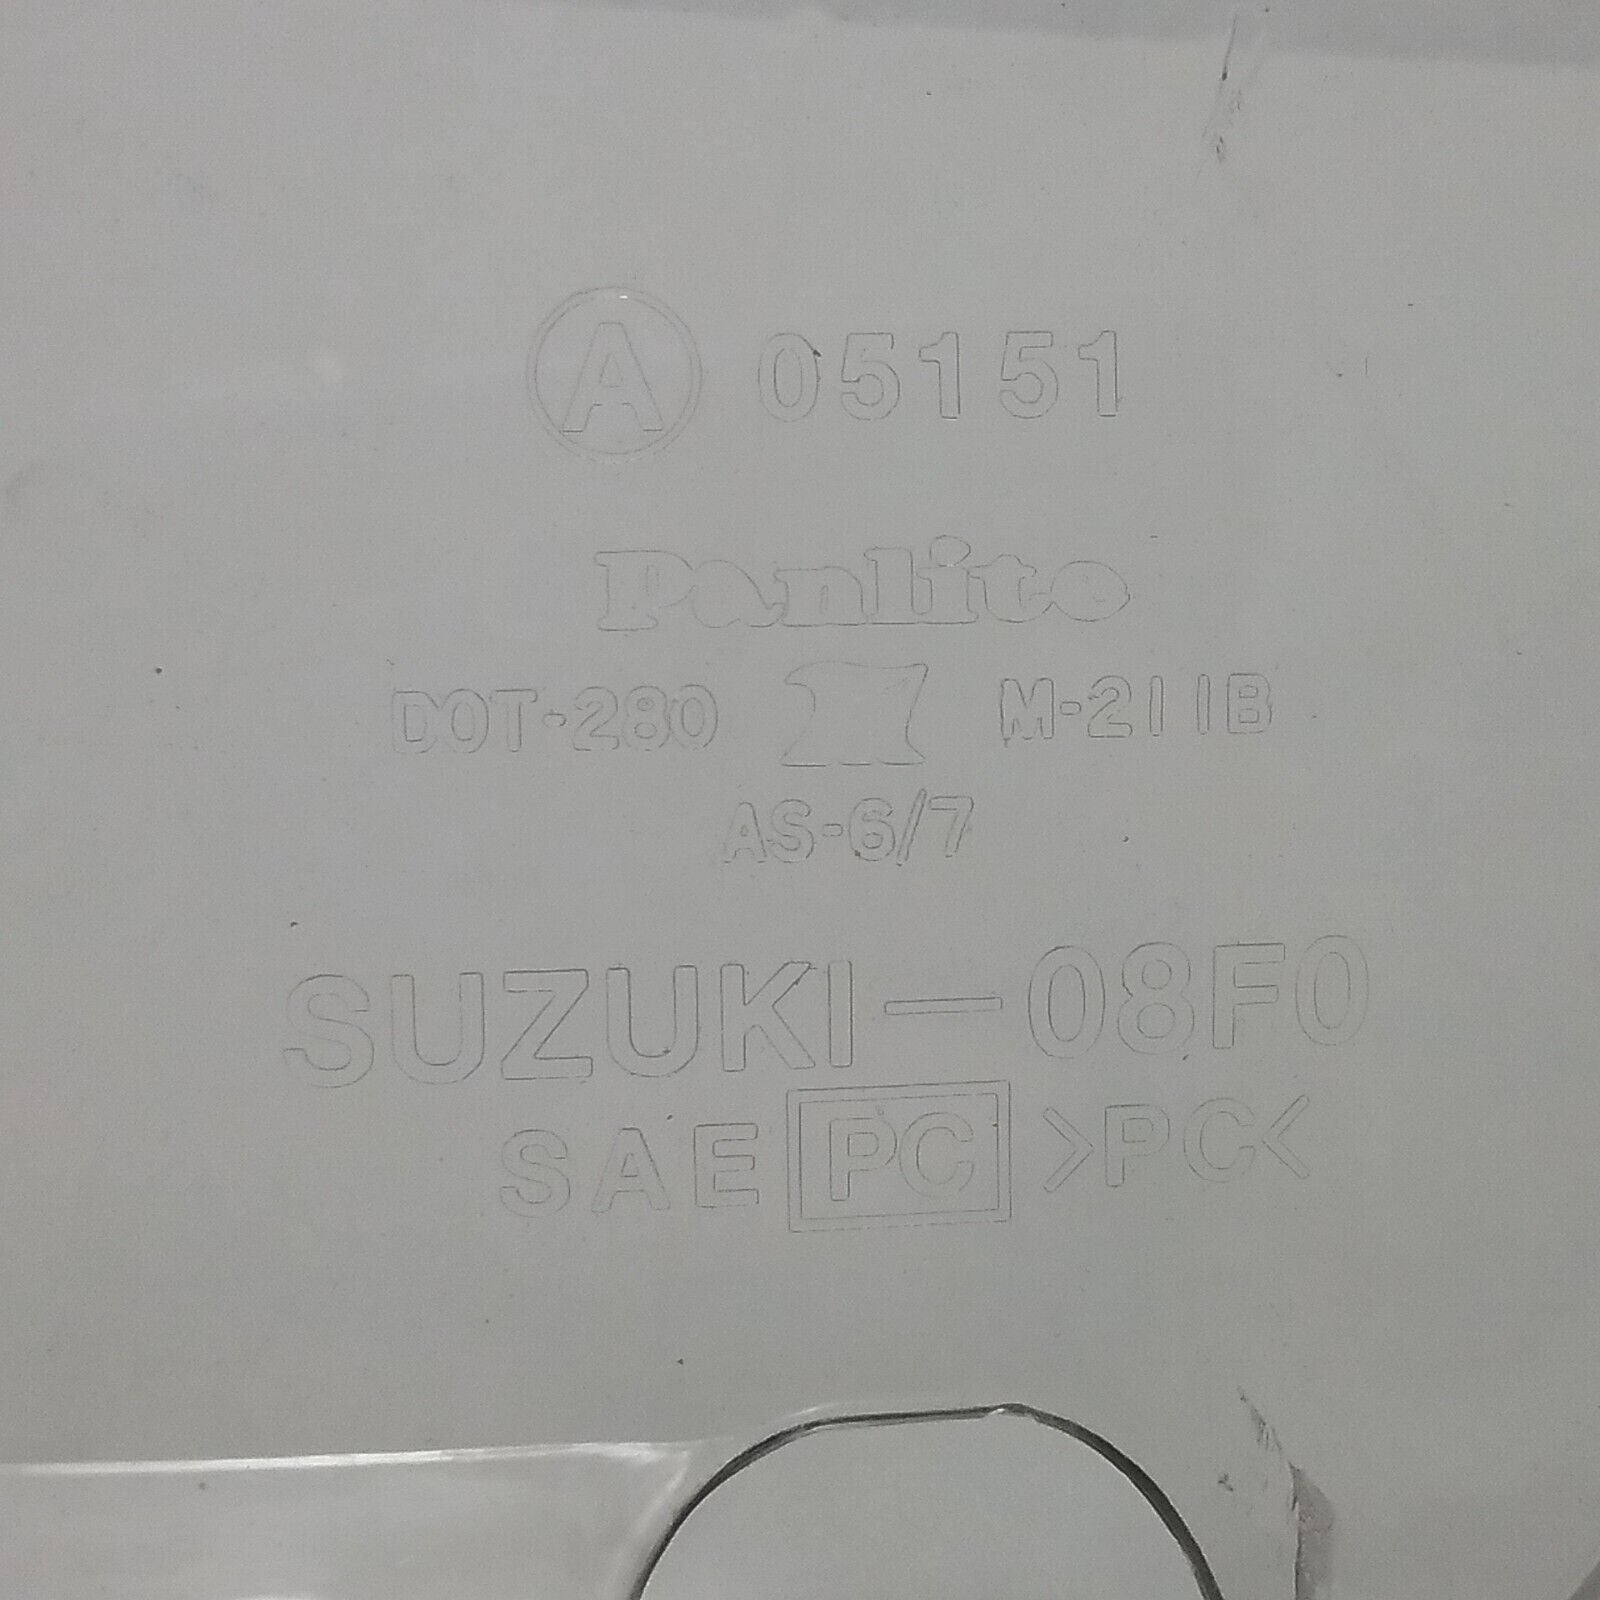 A 05151
Panlite
DOT-280 M-211B
AS-6/7
SUZUKI-08F0
SAE PC >PC<